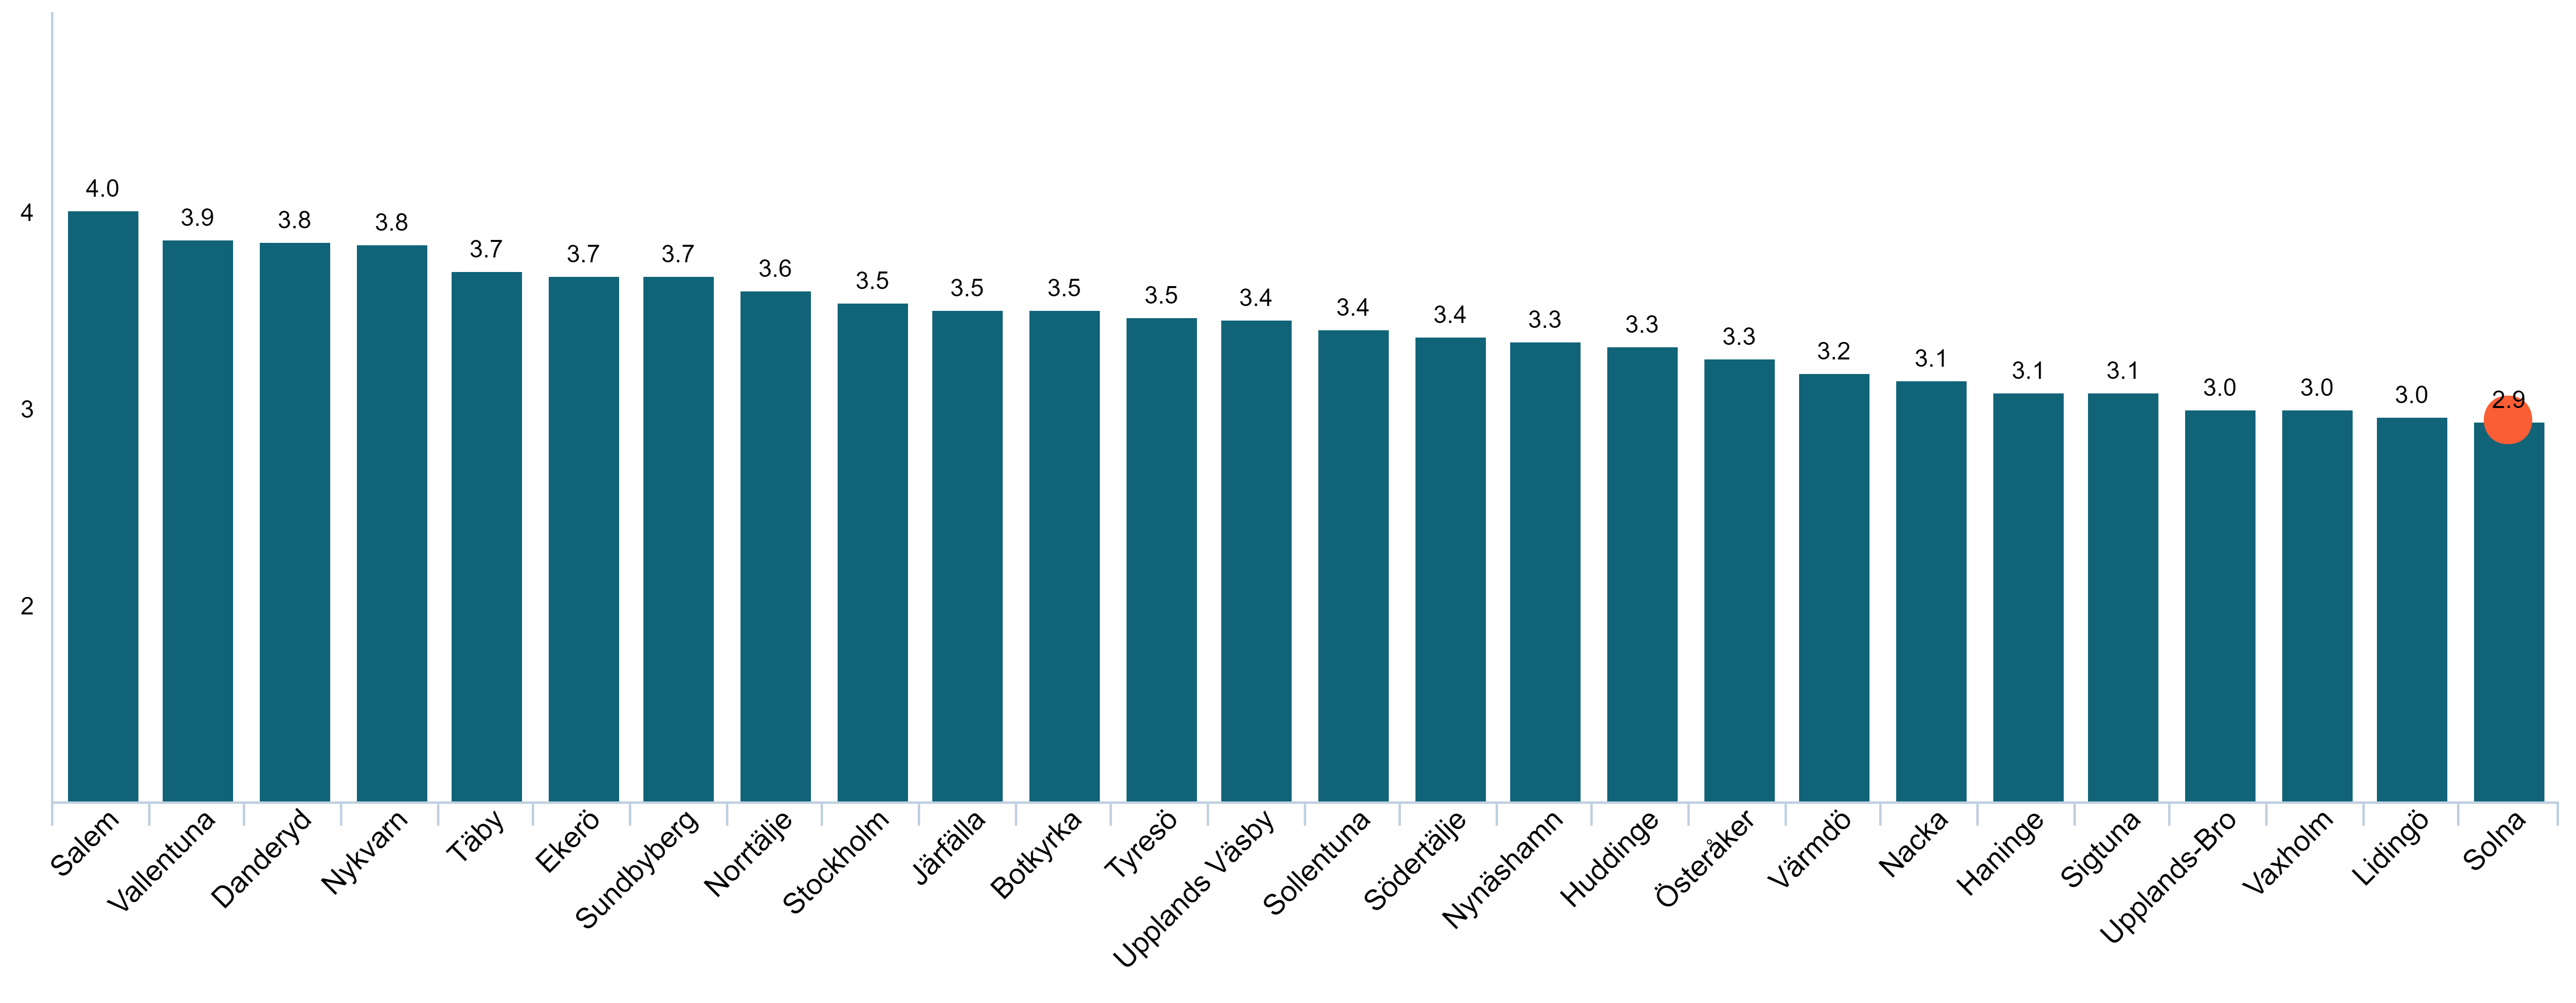 4.0
3.9
3.8
3.8
3.7
3.7
3.7
3.6
3.5
3.5
3.5
3.5
3.4
3.4
3.4
3.3
3.3
3.3
3.2
3.1
3.1
3.1
3.0
3.0
3.0
2.9
4
3
2
Salem
Vallentuna
Danderyd
Nykvarn
Täby
Ekerö
Sundbyberg
Norrtälje
Stockholm
Järfälla
Botkyrka
Tyresö
Upplands Väsby
Sollentuna
Södertälje
Nynäshamn
Huddinge
Österåker
Värmdö
Nacka
Haninge
Sigtuna
Upplands-Bro
Vaxholm
Lidingö
Solna